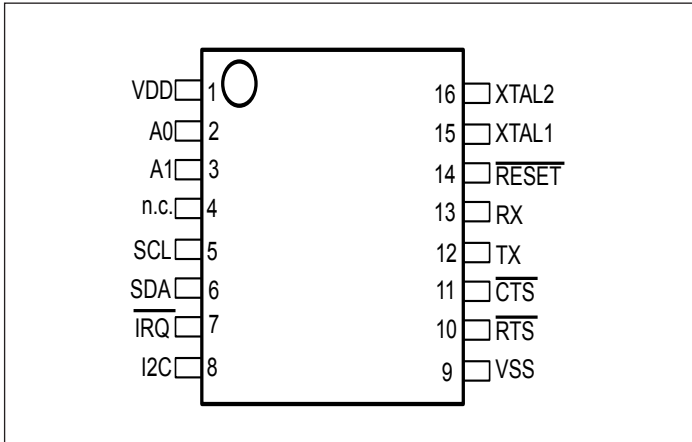 VDD 1 16 XTAL2
A0 2 15 XTAL1
A1 3 14 RESET
n.c. 4 13 RX
SCL 5 12 TX
SDA 6 11 CTS
IRQ 7 10 RTS
I2C 8 9 VSS